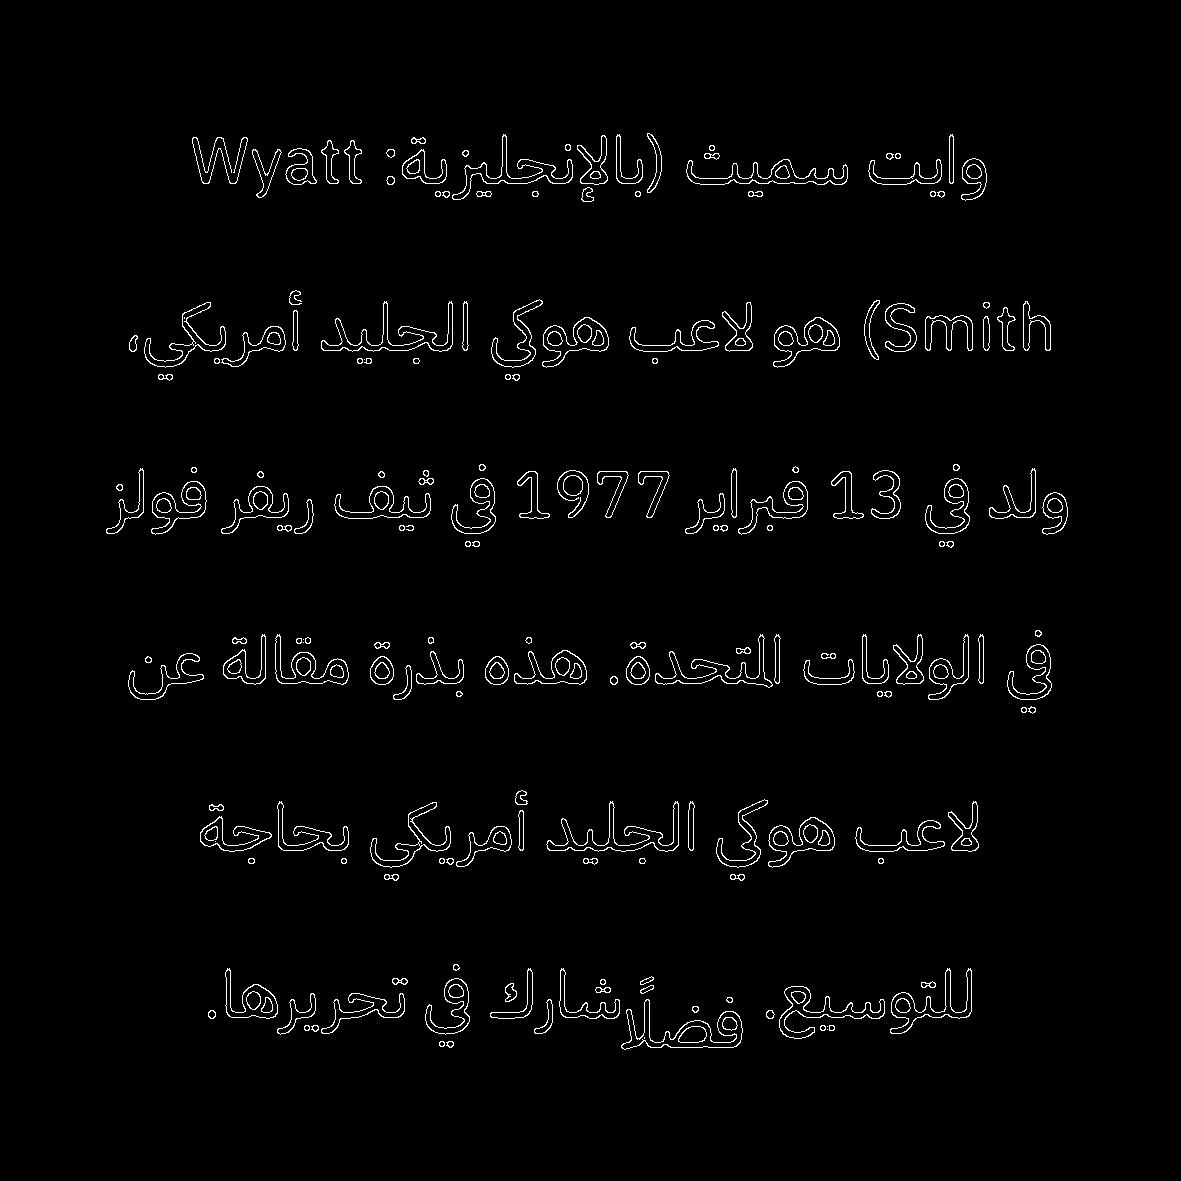 وايت سميث (بالإنجليزية: Wyatt
Smith) هو لاعب هوكي الجليد أمريكي،
ولد في 13 فبراير 1977 في ثيف ريفر فولز
في الولايات المتحدة. هذه بذرة مقالة عن
لاعب هوكي الجليد أمريكي بحاجة
للتوسيع. فضلًا شارك في تحريرها.